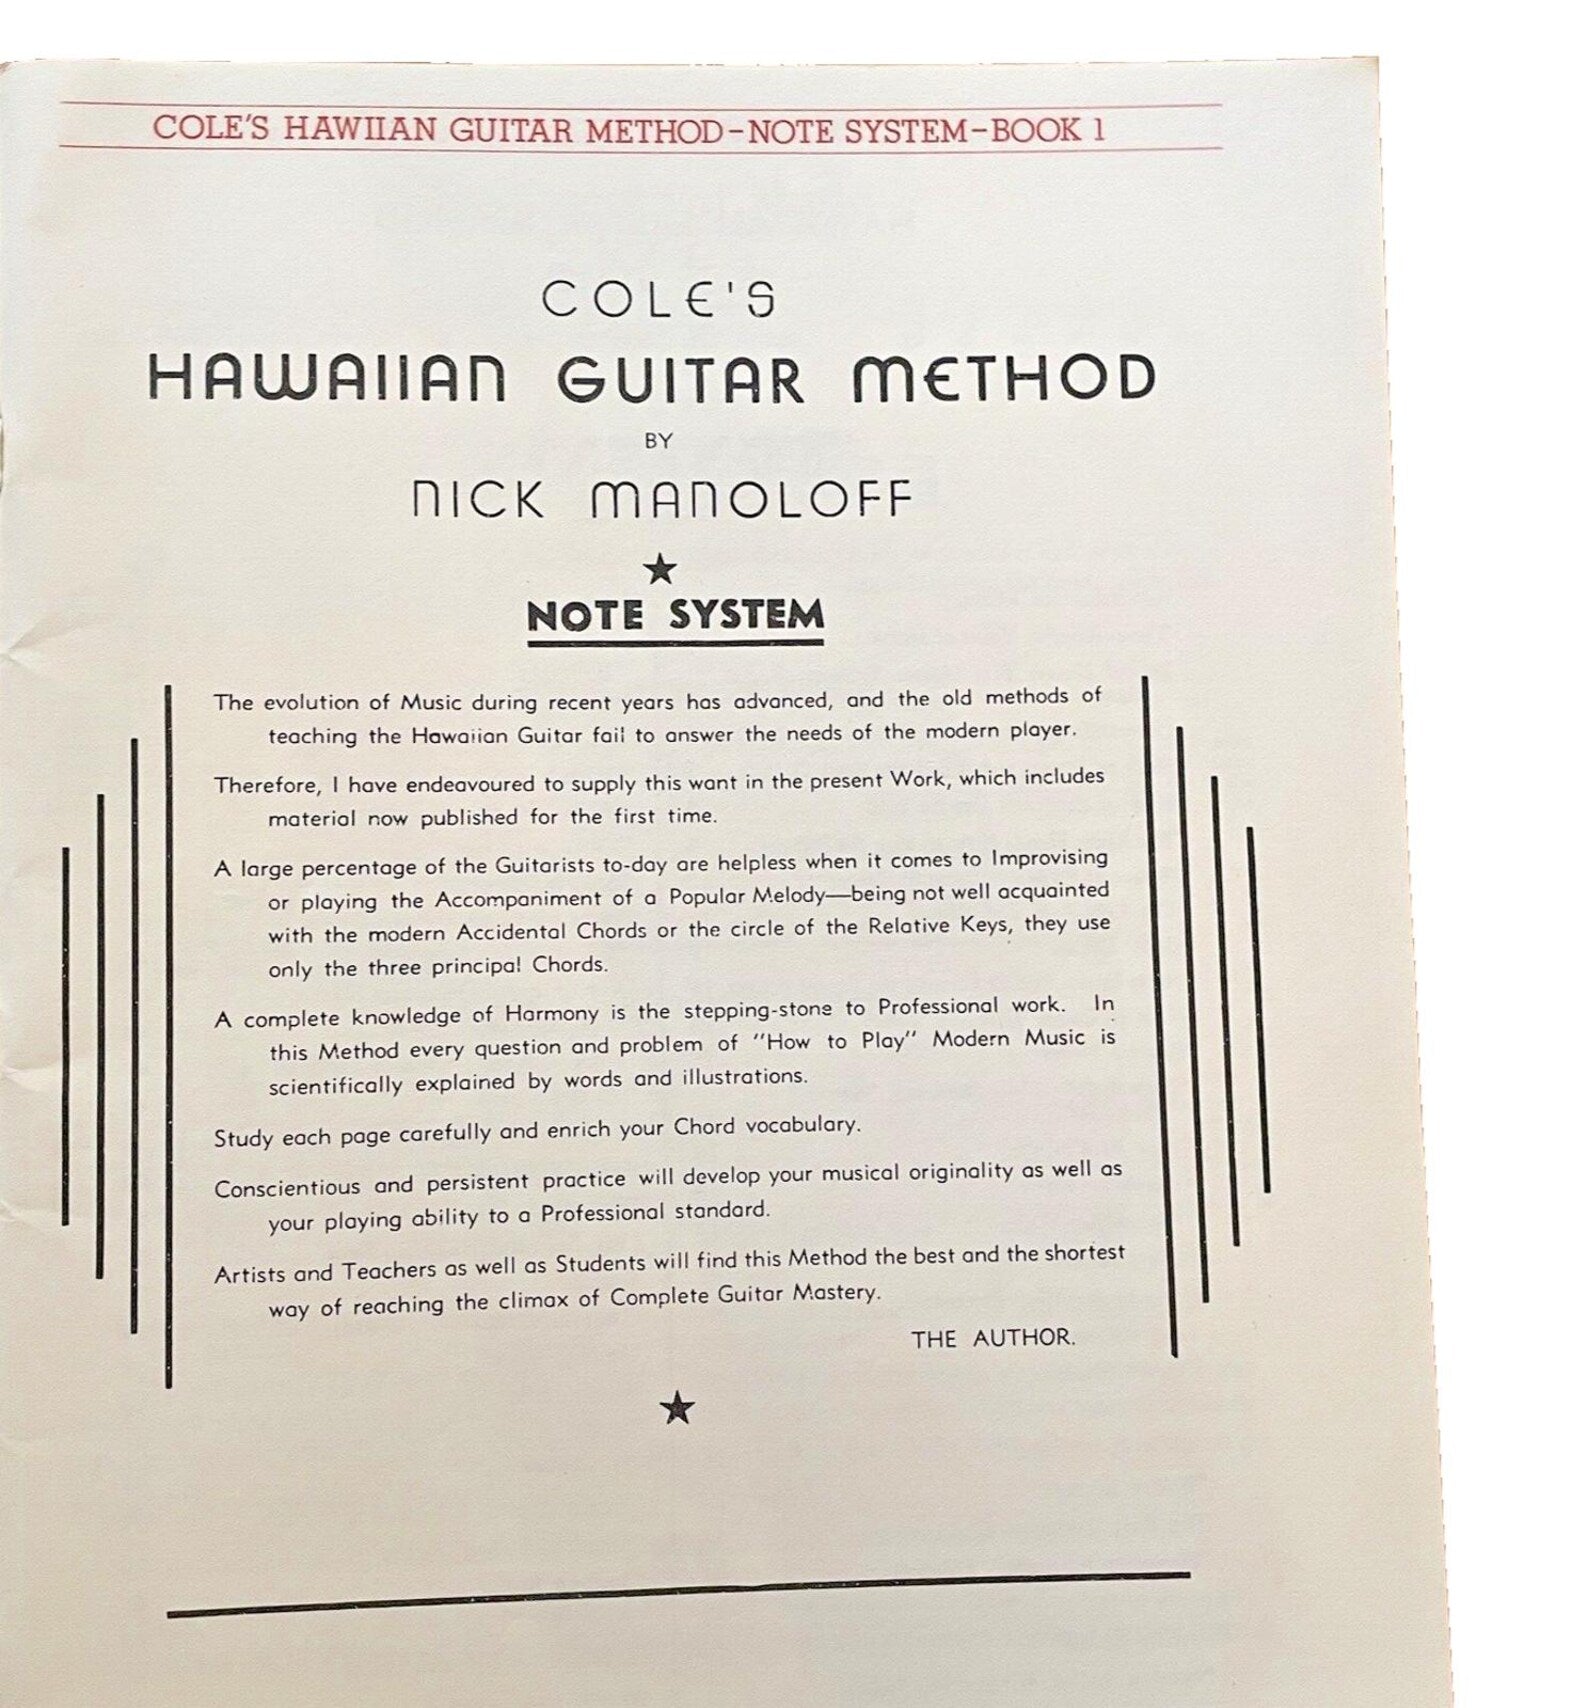 COLE'S HAWIIAN GUITAR METHOD-NOTE SYSTEM-BOOK 1
COLE'S
HAWAIIAN GUITAR METHOD
BY
NICK MANOLOFF
NOTE SYSTEM
The evolution of Music during recent years has advanced, and the old methods of
teaching the Hawaiian Guitar fail to answer the needs of the modern player.
Therefore, I have endeavoured to supply this want in the present Work, which includes
material now published for the first time.
A large percentage of the Guitarists to-day are helpless when it comes to Improvising
or playing the Accompaniment of a Popular Melody—being not well acquainted
with the modern Accidental Chords or the circle of the Relative Keys, they use
only the three principal Chords.
A complete knowledge of Harmony is the stepping-stone to Professional work. In
this Method every question and problem of "How to Play" Modern Music is
scientifically explained by words and illustrations.
Study each page carefully and enrich your Chord vocabulary.
Conscientious and persistent practice will develop your musical originality as well as
your playing ability to a Professional standard.
Artists and Teachers as well as Students will find this Method the best and the shortest
way of reaching the climax of Complete Guitar Mastery.
THE AUTHOR.